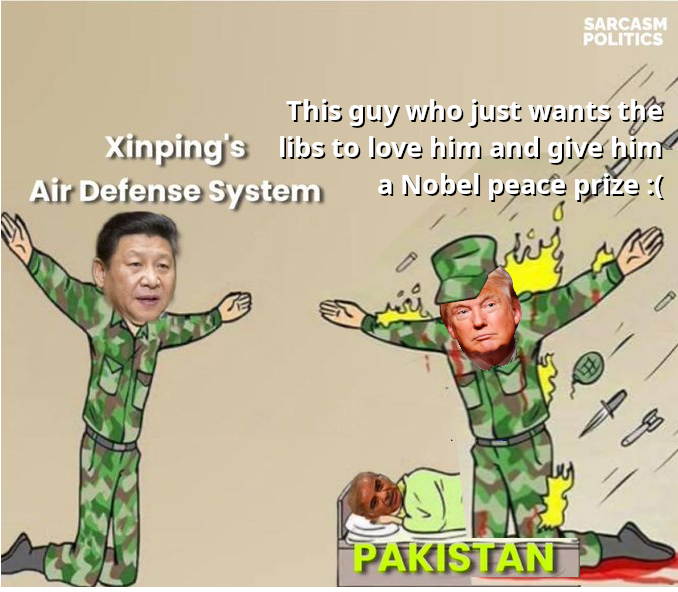 SARCASM
POLITICS
This guy who just wants the
libs to love him and give him
a Nobel peace prize :(
Xinping's
Air Defense System
PAKISTAN